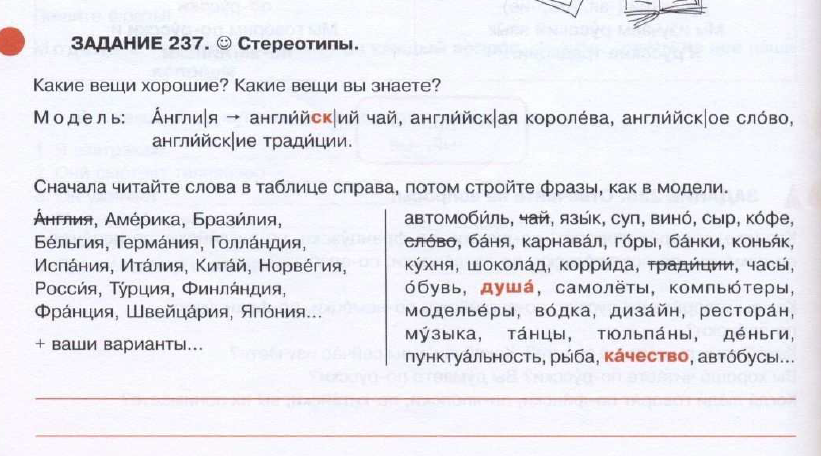 ЗАДАНИЕ 237. ☺ Стереотипы.
Какие вещи хорошие? Какие вещи вы знаете?
Модель: А́нгли|я → англи́йск|ий чай, англи́йск|ая короле́ва, англи́йск|ое сло́во,
англи́йск|ие тради́ции.
Сначала читайте слова в таблице справа, потом стройте фразы, как в модели.
А́нглия, Аме́рика, Брази́лия,
Бе́льгия, Герма́ния, Голла́ндия,
Испа́ния, Ита́лия, Кита́й, Норве́гия,
Росси́я, Ту́рция, Финля́ндия,
Фра́нция, Швейца́рия, Япо́ния...
+ ваши варианты...
автомоби́ль, чай, язы́к, суп, вино́, сыр, ко́фе,
сло́во, ба́ня, карнава́л, го́ры, ба́нки, конья́к,
ку́хня, шокола́д, корри́да, тради́ции, часы́,
о́бувь, душа́, самолёты, компью́теры,
моделье́ры, во́дка, диза́йн, рестора́н,
му́зыка, та́нцы, тюльпа́ны, де́ньги,
пунктуа́льность, ры́ба, ка́чество, авто́бусы...